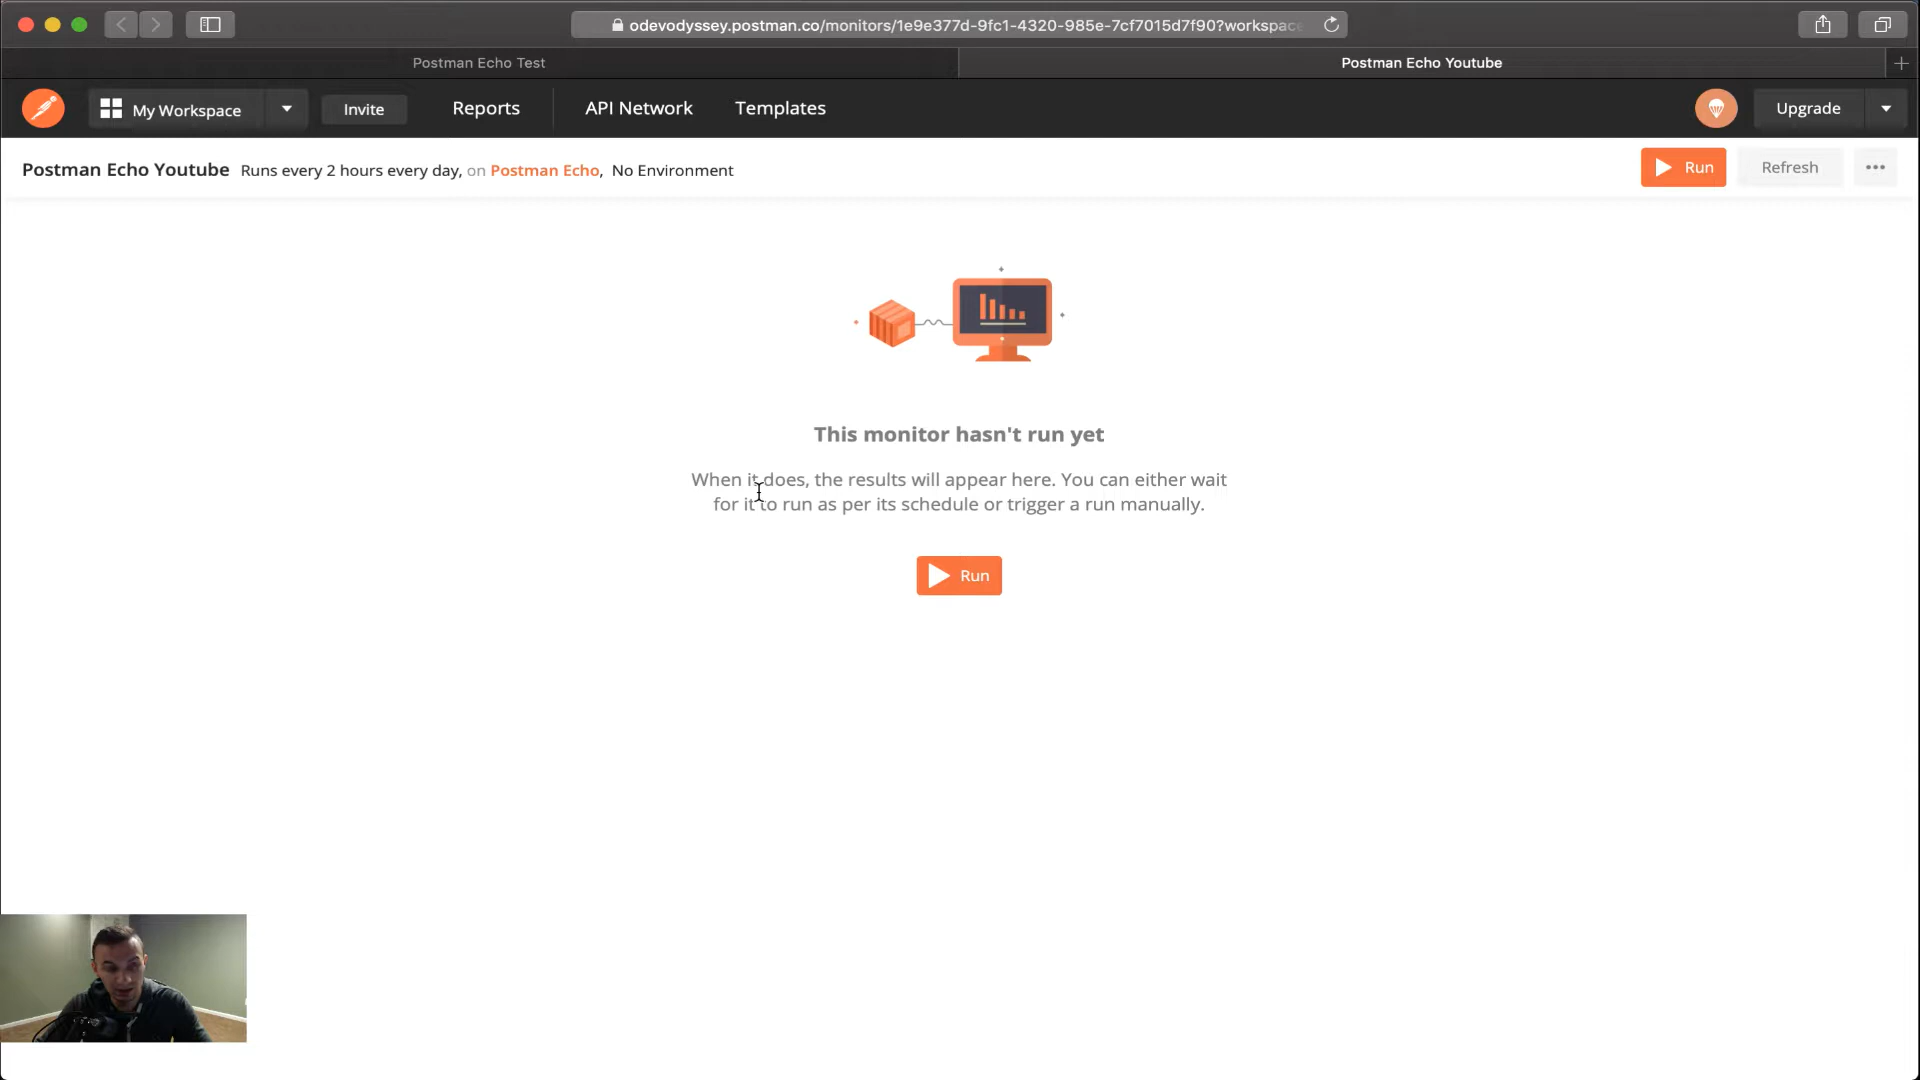 odevodyssey.postman.co/monitors/1e9e377d-9fc1-4320-985e-7cf7015d7f90?workspace
Postman Echo Test
Postman Echo Youtube
My Workspace
Invite
Reports
API Network
Templates
Upgrade
Postman Echo Youtube Runs every 2 hours every day, on Postman Echo, No Environment
Run
Refresh
This monitor hasn't run yet
When it does, the results will appear here. You can either wait
for it to run as per its schedule or trigger a run manually.
Run